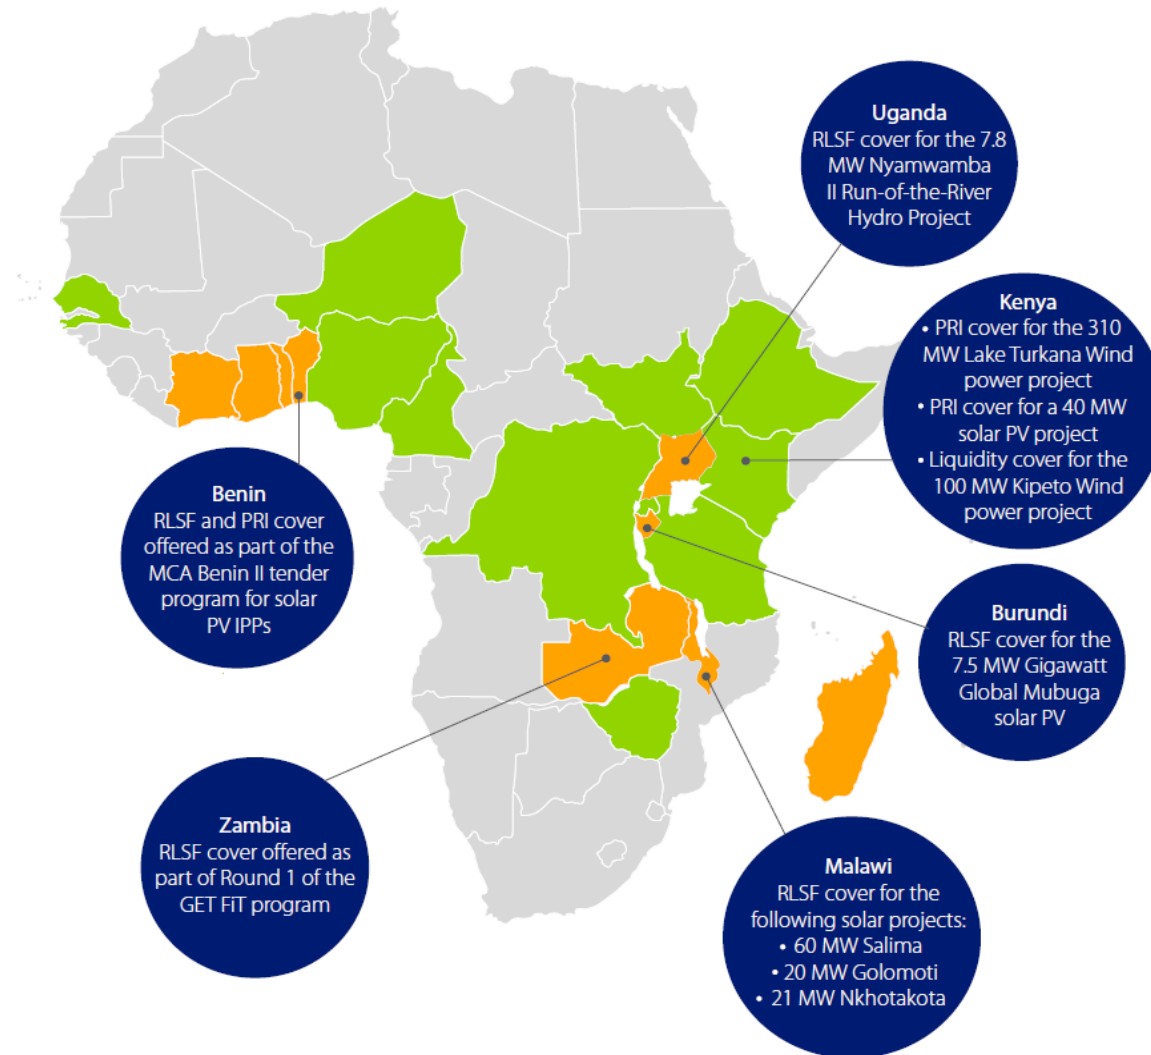 Uganda
RLSF cover for the 7.8
MW Nyamwamba
II Run-of-the-River
Hydro Project
Kenya
• PRI cover for the 310
MW Lake Turkana Wind
power project
• PRI cover for a 40 MW
solar PV project
• Liquidity cover for the
100 MW Kipeto Wind
power project
Benin
RLSF and PRI cover
offered as part of the
MCA Benin II tender
program for solar
PV IPPs
Burundi
RLSF cover for the
7.5 MW Gigawatt
Global Mubuga
solar PV
Zambia
RLSF cover offered as
part of Round 1 of the
GET FiT program
Malawi
RLSF cover for the
following solar projects:
• 60 MW Salima
• 20 MW Golomoti
• 21 MW Nkhotakota